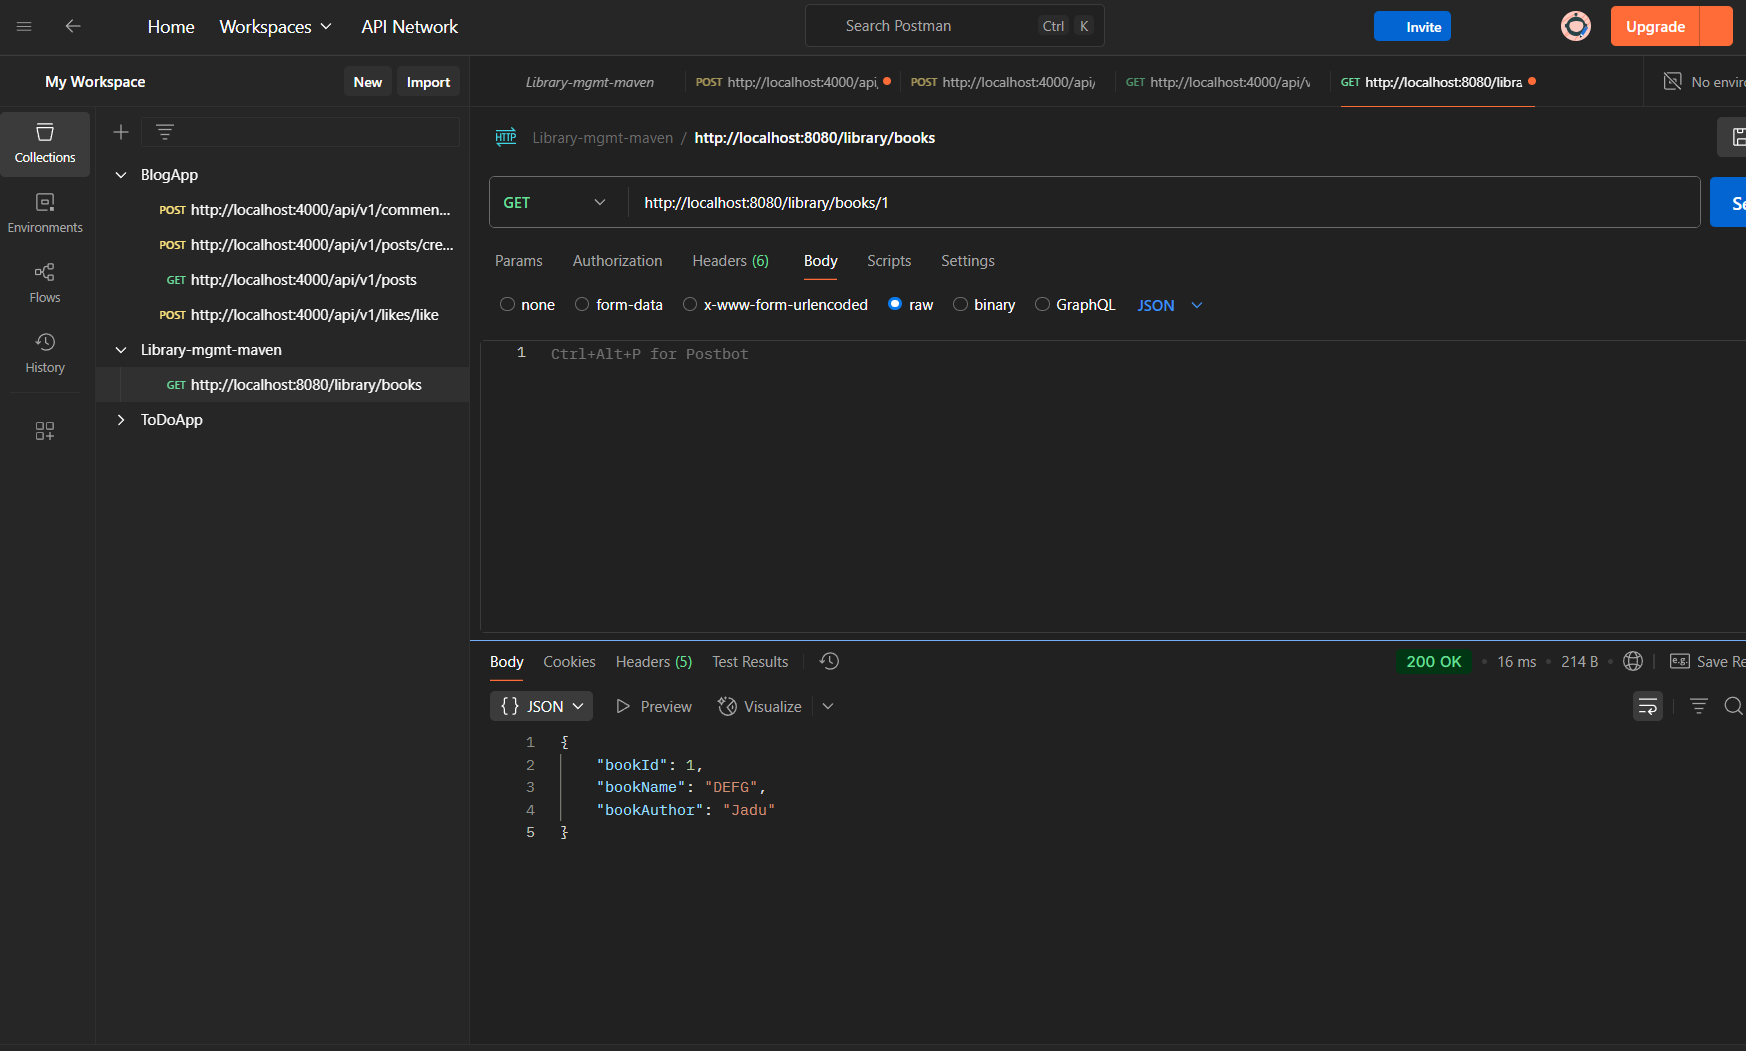 Home Workspaces API Network Search Postman Ctrl K Invite Upgrade
My Workspace New Import
Library-mgmt-maven POST http://localhost:4000/api, POST http://localhost:4000/api/ GET http://localhost:4000/api/v GET http://localhost:8080/libra No enviro
Collections
Environments
Flows
History
BlogApp
POST http://localhost:4000/api/v1/commen...
POST http://localhost:4000/api/v1/posts/cre...
GET http://localhost:4000/api/v1/posts
POST http://localhost:4000/api/v1/likes/like
Library-mgmt-maven
GET http://localhost:8080/library/books
ToDoApp
HTTP Library-mgmt-maven / http://localhost:8080/library/books
GET http://localhost:8080/library/books/1 Se
Params Authorization Headers (6) Body Scripts Settings
none form-data x-www-form-urlencoded raw binary GraphQL JSON
1 Ctrl+Alt+P for Postbot
Body Cookies Headers (5) Test Results 200 OK • 16 ms • 214 B • e.g. Save Re
{} JSON Preview Visualize
1 {
2 "bookId": 1,
3 "bookName": "DEFG",
4 "bookAuthor": "Jadu"
5 }